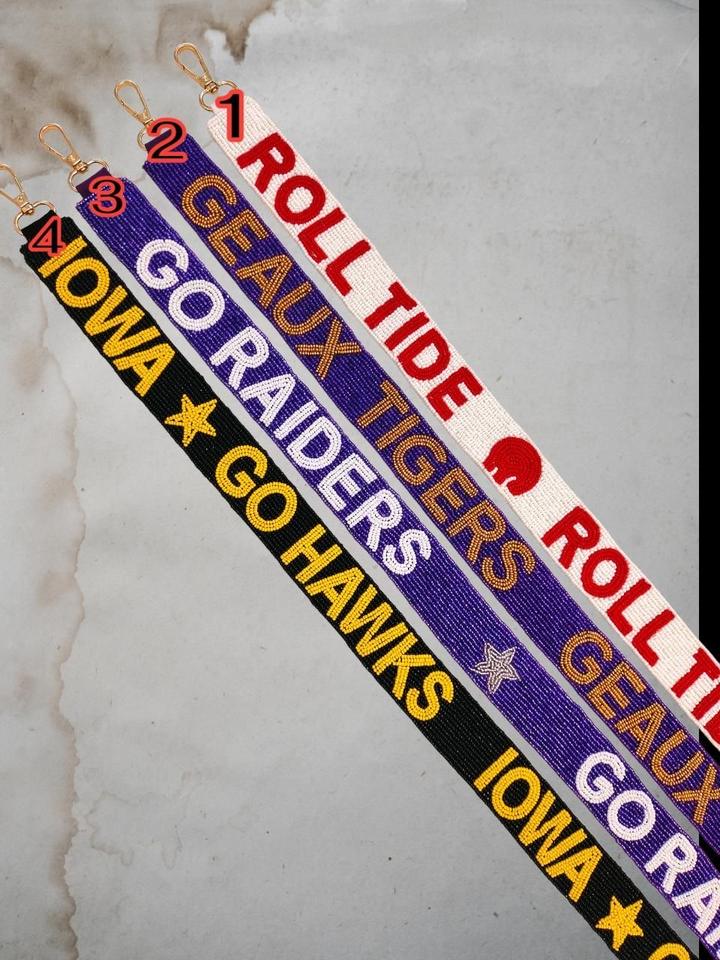 1
ROLL TIDE ROLL TI
2
GEAUX TIGERS GEAUX
3
GO RAIDERS GO RA
4
IOWA GO HAWKS IOWA